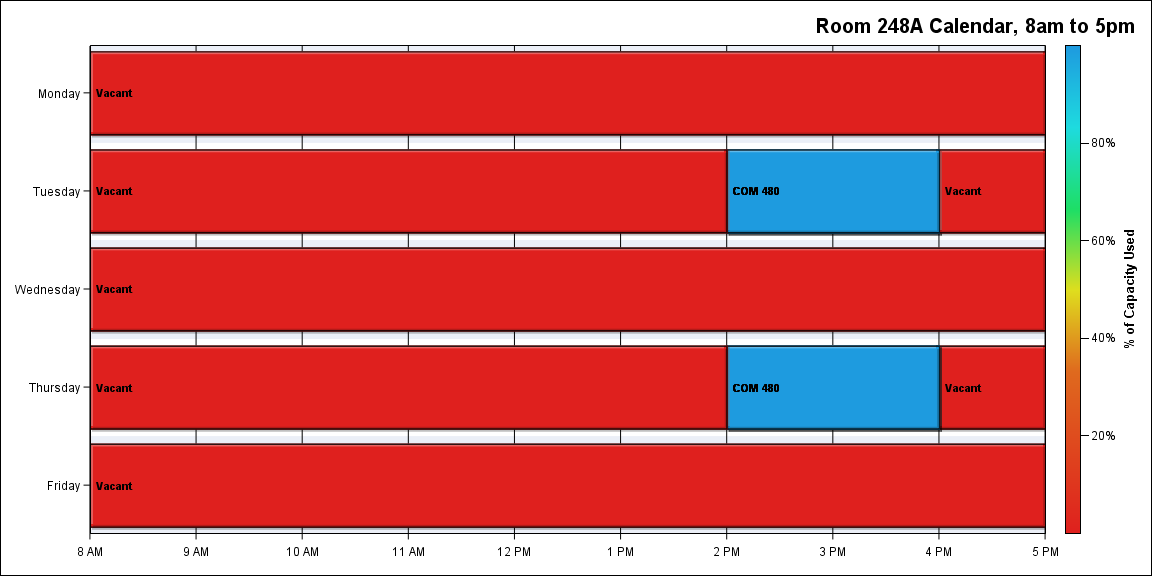 Room 248A Calendar, 8am to 5pm
Monday
Vacant
Tuesday
Vacant
COM 480
Vacant
Wednesday
Vacant
Thursday
Vacant
COM 480
Vacant
Friday
Vacant
8 AM
9 AM
10 AM
11 AM
12 PM
1 PM
2 PM
3 PM
4 PM
5 PM
80%
60%
40%
20%
% of Capacity Used